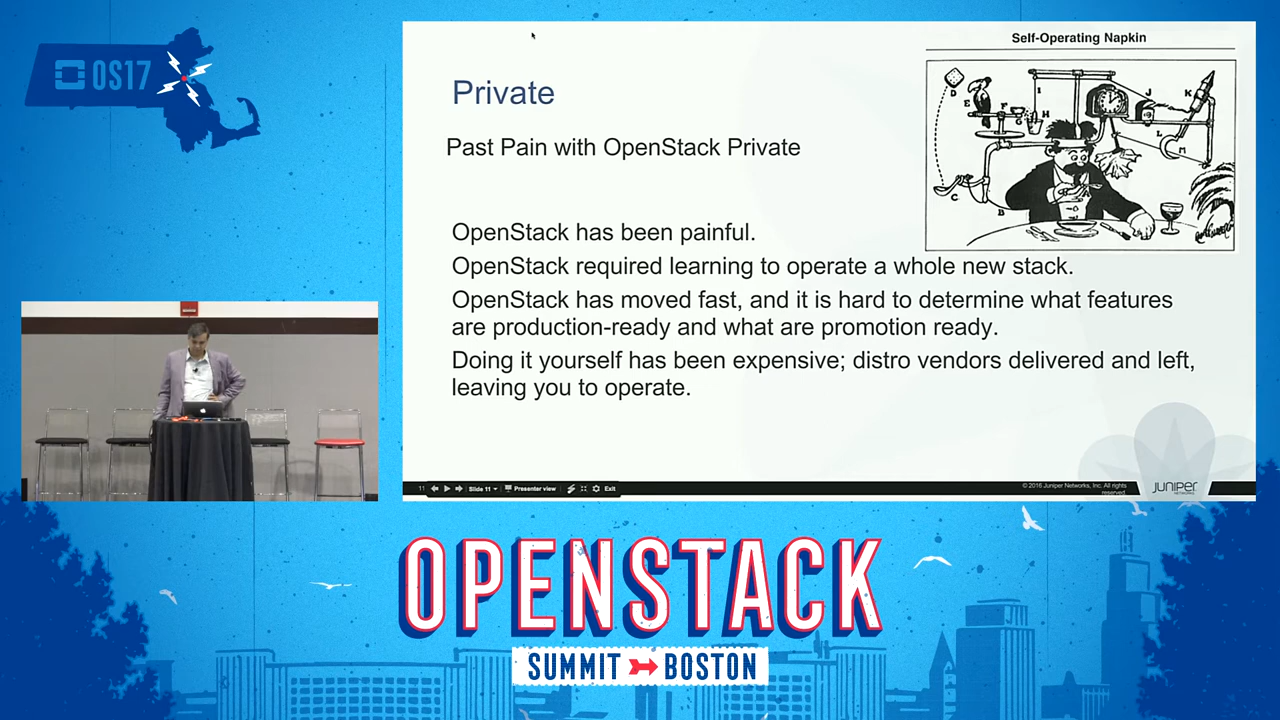 OS17
Self-Operating Napkin
Private
Past Pain with OpenStack Private
OpenStack has been painful.
OpenStack required learning to operate a whole new stack.
OpenStack has moved fast, and it is hard to determine what features
are production-ready and what are promotion ready.
Doing it yourself has been expensive; distro vendors delivered and left,
leaving you to operate.
11 Slide 11 Presenter view Exit
© 2016 Juniper Networks, Inc. All rights
reserved.
JUNIPER
NETWORKS
OPENSTACK
SUMMIT BOSTON